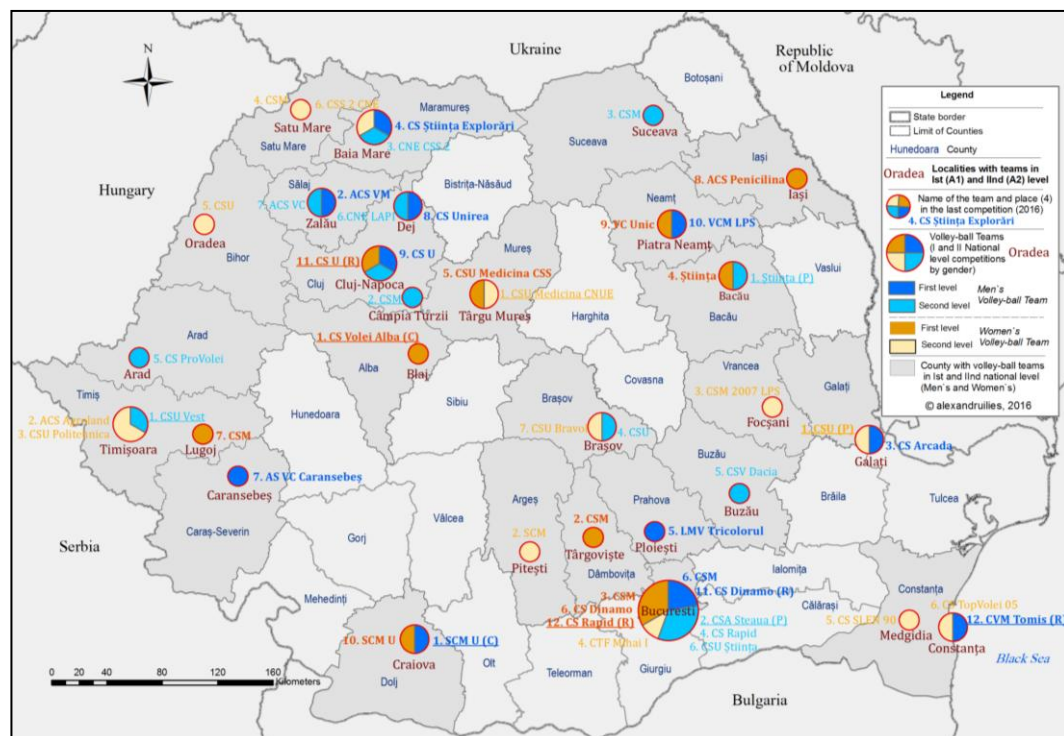 N
Ukraine
Republic
of Moldova
Hungary
Serbia
Bulgaria
Black Sea
Botoșani
4. CSM
Satu Mare
Satu Mare
6. CSS 2 CNE
Maramureș
4. CS Știința Explorări
Baia Mare
3. CNE CSS 2
3. CSM
Suceava
Suceava
Iași
8. ACS Penicilina
Iași
Sălaj
2. ACS VM
7. ACS VC
Zalău
6.CNE LAPI
8. CS Unirea
Dej
Bistrița-Năsăud
Neamț
9. VC Unic
10. VCM LPS
Piatra Neamț
5. CSU
Oradea
Bihor
Mureș
9. CS U
11. CS U (R)
Cluj
Cluj-Napoca
5. CSU Medicina CSS
1. CSU Medicina CNUE
Târgu Mureș
2. CSM
Câmpia Turzii
Harghita
Vaslui
4. Știința
1. Știința (P)
Bacău
Bacău
1. CS Volei Alba (C)
Alba
Blaj
Arad
5. CS ProVolei
Arad
Timiș
2. ACS Agroland
3. CSU Politehnica
1. CSU Vest
Timișoara
7. CSM
Lugoj
Hunedoara
Sibiu
Covasna
Brașov
7. CSU Bravol
4. CSU
Brașov
Vrancea
3. CSM 2007 LPS
Focșani
Galați
1. CSU (P)
3. CS Arcada
Galați
7. AS VC Caransebeș
Caransebeș
Caraș-Severin
Buzău
5. CSV Dacia
Buzău
Brăila
Tulcea
Argeș
2. SCM
Pitești
Vâlcea
Gorj
Mehedinți
Prahova
5. LMV Tricolorul
Ploiești
2. CSM
Târgoviște
Dâmbovița
Ialomița
Călărași
6. CSM
11. CS Dinamo (R)
3. CSM
6. CS Dinamo
12. CS Rapid (R)
București
2. CSA Steaua (P)
4. CS Rapid
6. CSU Știința
4. CTF Mihai I
Giurgiu
Teleorman
Olt
10. SCM U
1. SCM U (C)
Craiova
Dolj
Constanța
6. CS TopVolei 05
5. CS SLEN 90
12. CVM Tomis (R)
Medgidia
Constanța
0 20 40 80 120 160
Kilometers
Legend
State border
Limit of Counties
Hunedoara County
Oradea Localities with teams in
Ist (A1) and IInd (A2) level
Name of the team and place (4)
in the last competition (2016)
4. CS Știința Explorări
Volley-ball Teams
(I and II National
level competitions
by gender)
Oradea
First level
Men`s
Second level
Volley-ball Team
First level
Women`s
Second level
Volley-ball Team
County with volley-ball teams
in Ist and IInd national level
(Men`s and Women`s)
© alexandruilies, 2016